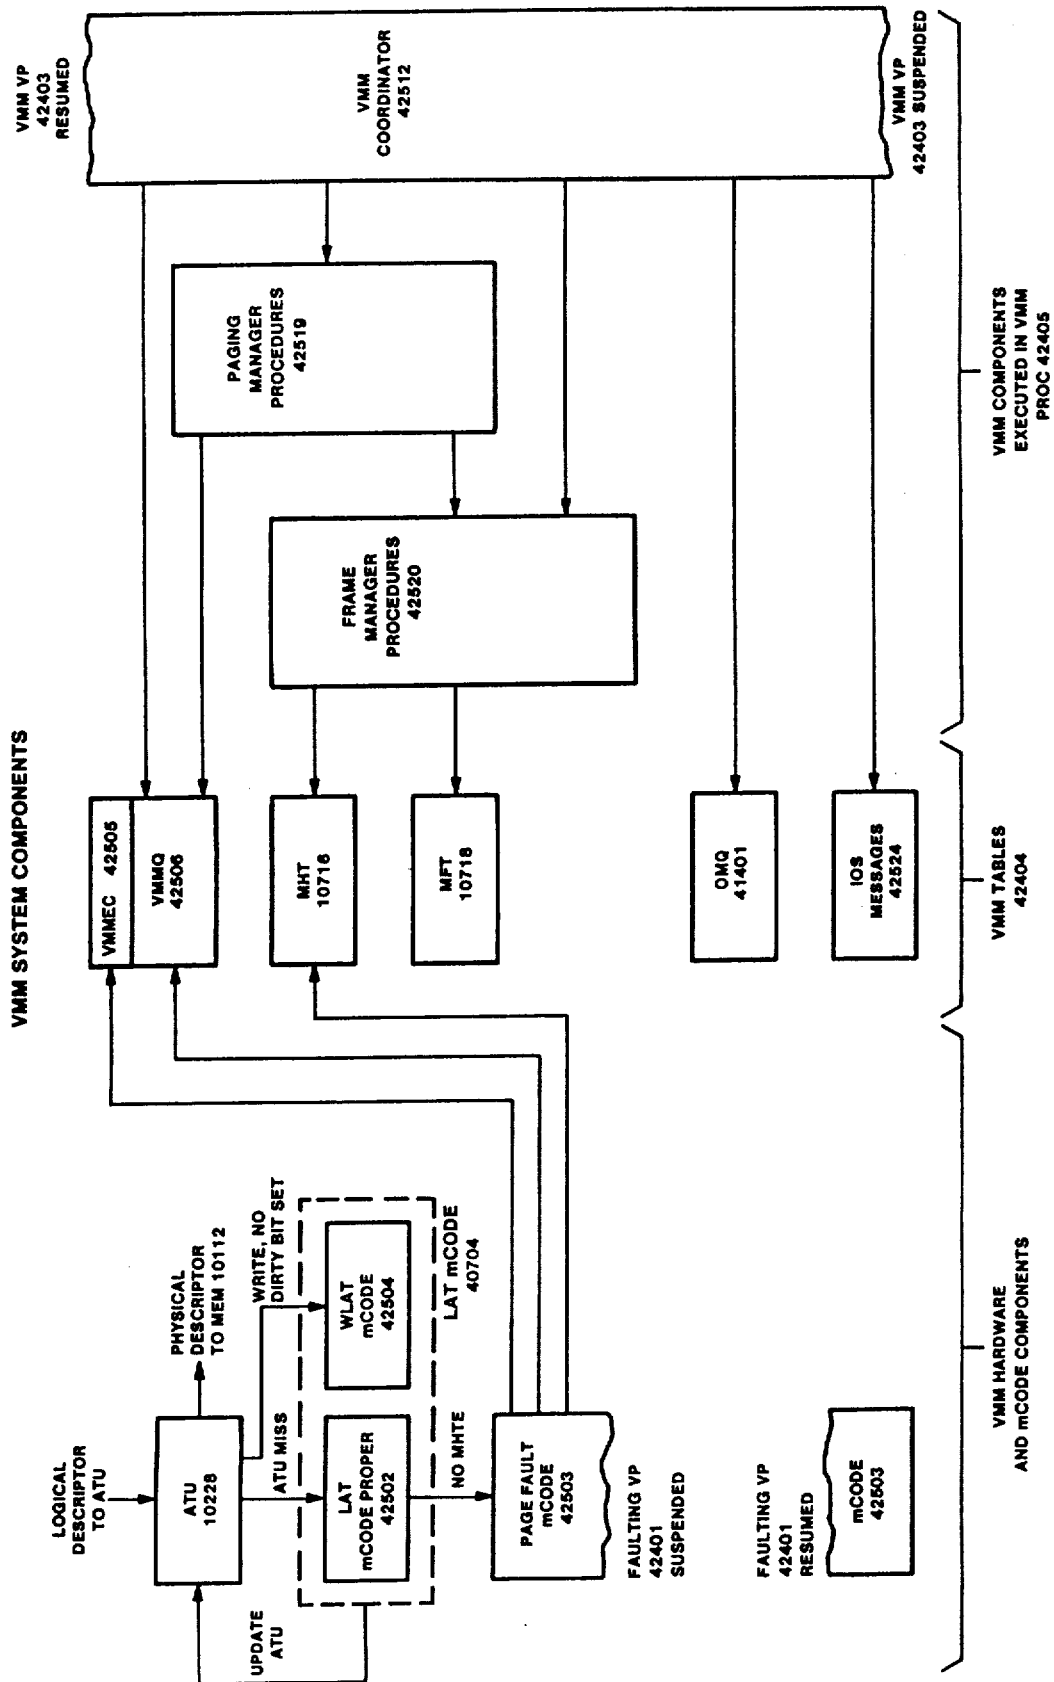 VMM SYSTEM COMPONENTS
LOGICAL
DESCRIPTOR
TO ATU
ATU
10228
PHYSICAL
DESCRIPTOR
TO MEM 10112
UPDATE
ATU
ATU MISS
WRITE, NO
DIRTY BIT SET
LAT
mCODE PROPER
42502
WLAT
mCODE
42504
LAT mCODE
40704
NO MHTE
PAGE FAULT
mCODE
42503
FAULTING VP
42401
SUSPENDED
FAULTING VP
42401
RESUMED
mCODE
42503
VMM HARDWARE
AND mCODE COMPONENTS
VMMEC 42505
VMMQ
42506
MHT
10716
MFT
10718
OMQ
41401
IOS
MESSAGES
42524
VMM TABLES
42404
FRAME
MANAGER
PROCEDURES
42520
PAGING
MANAGER
PROCEDURES
42519
VMM VP
42403
RESUMED
VMM
COORDINATOR
42512
VMM VP
42403 SUSPENDED
VMM COMPONENTS
EXECUTED IN VMM
PROC 42405